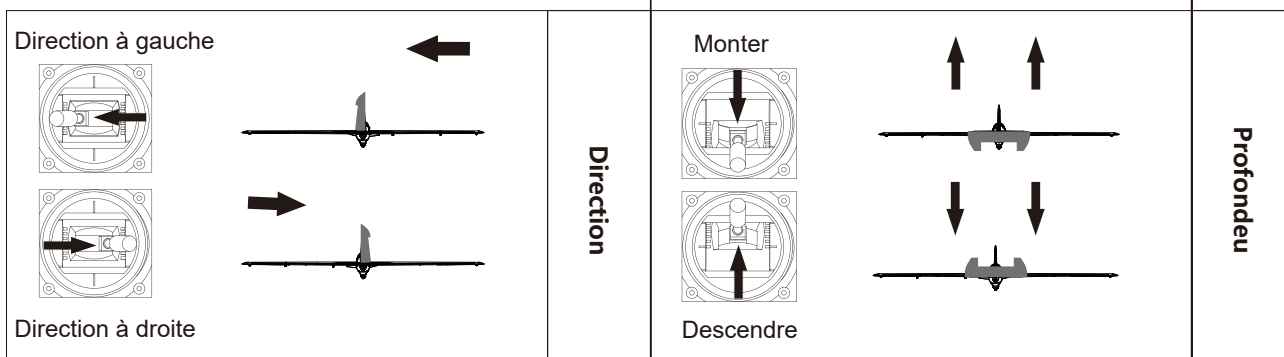 Direction à gauche
Direction à droite
Direction
Monter
Descendre
Profondeu